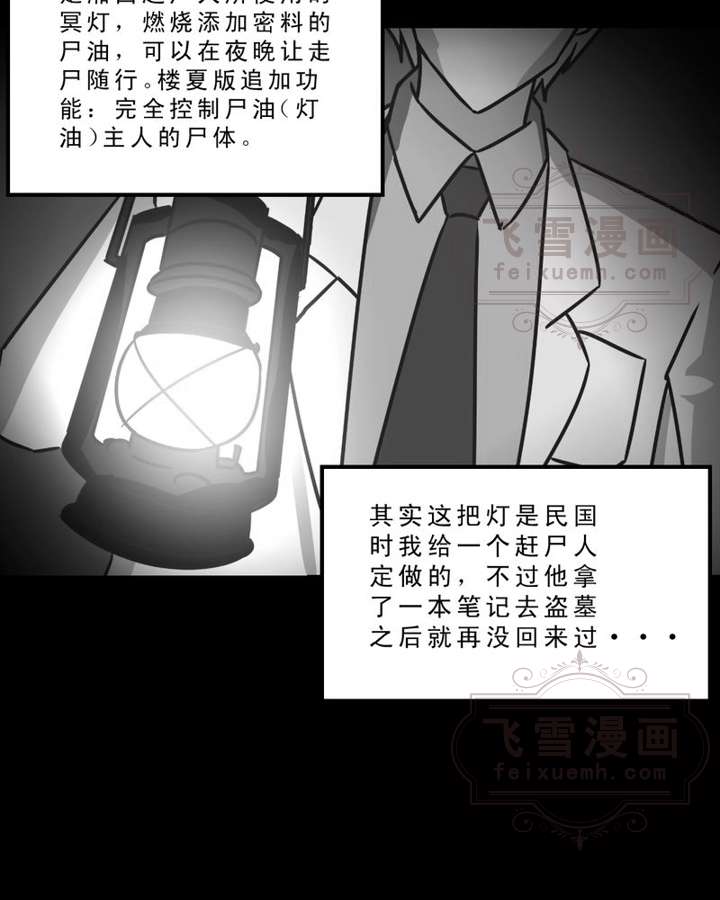 冥灯，燃烧添加密料的
尸油，可以在夜晚让走
尸随行。楼夏版追加功
能：完全控制尸油（灯
油）主人的尸体。
飞雪漫画
feixuemh.com
其实这把灯是民国
时我给一个赶尸人
定做的，不过他拿
了一本笔记去盗墓
之后就再没回来过···
飞雪漫画
feixuemh.com